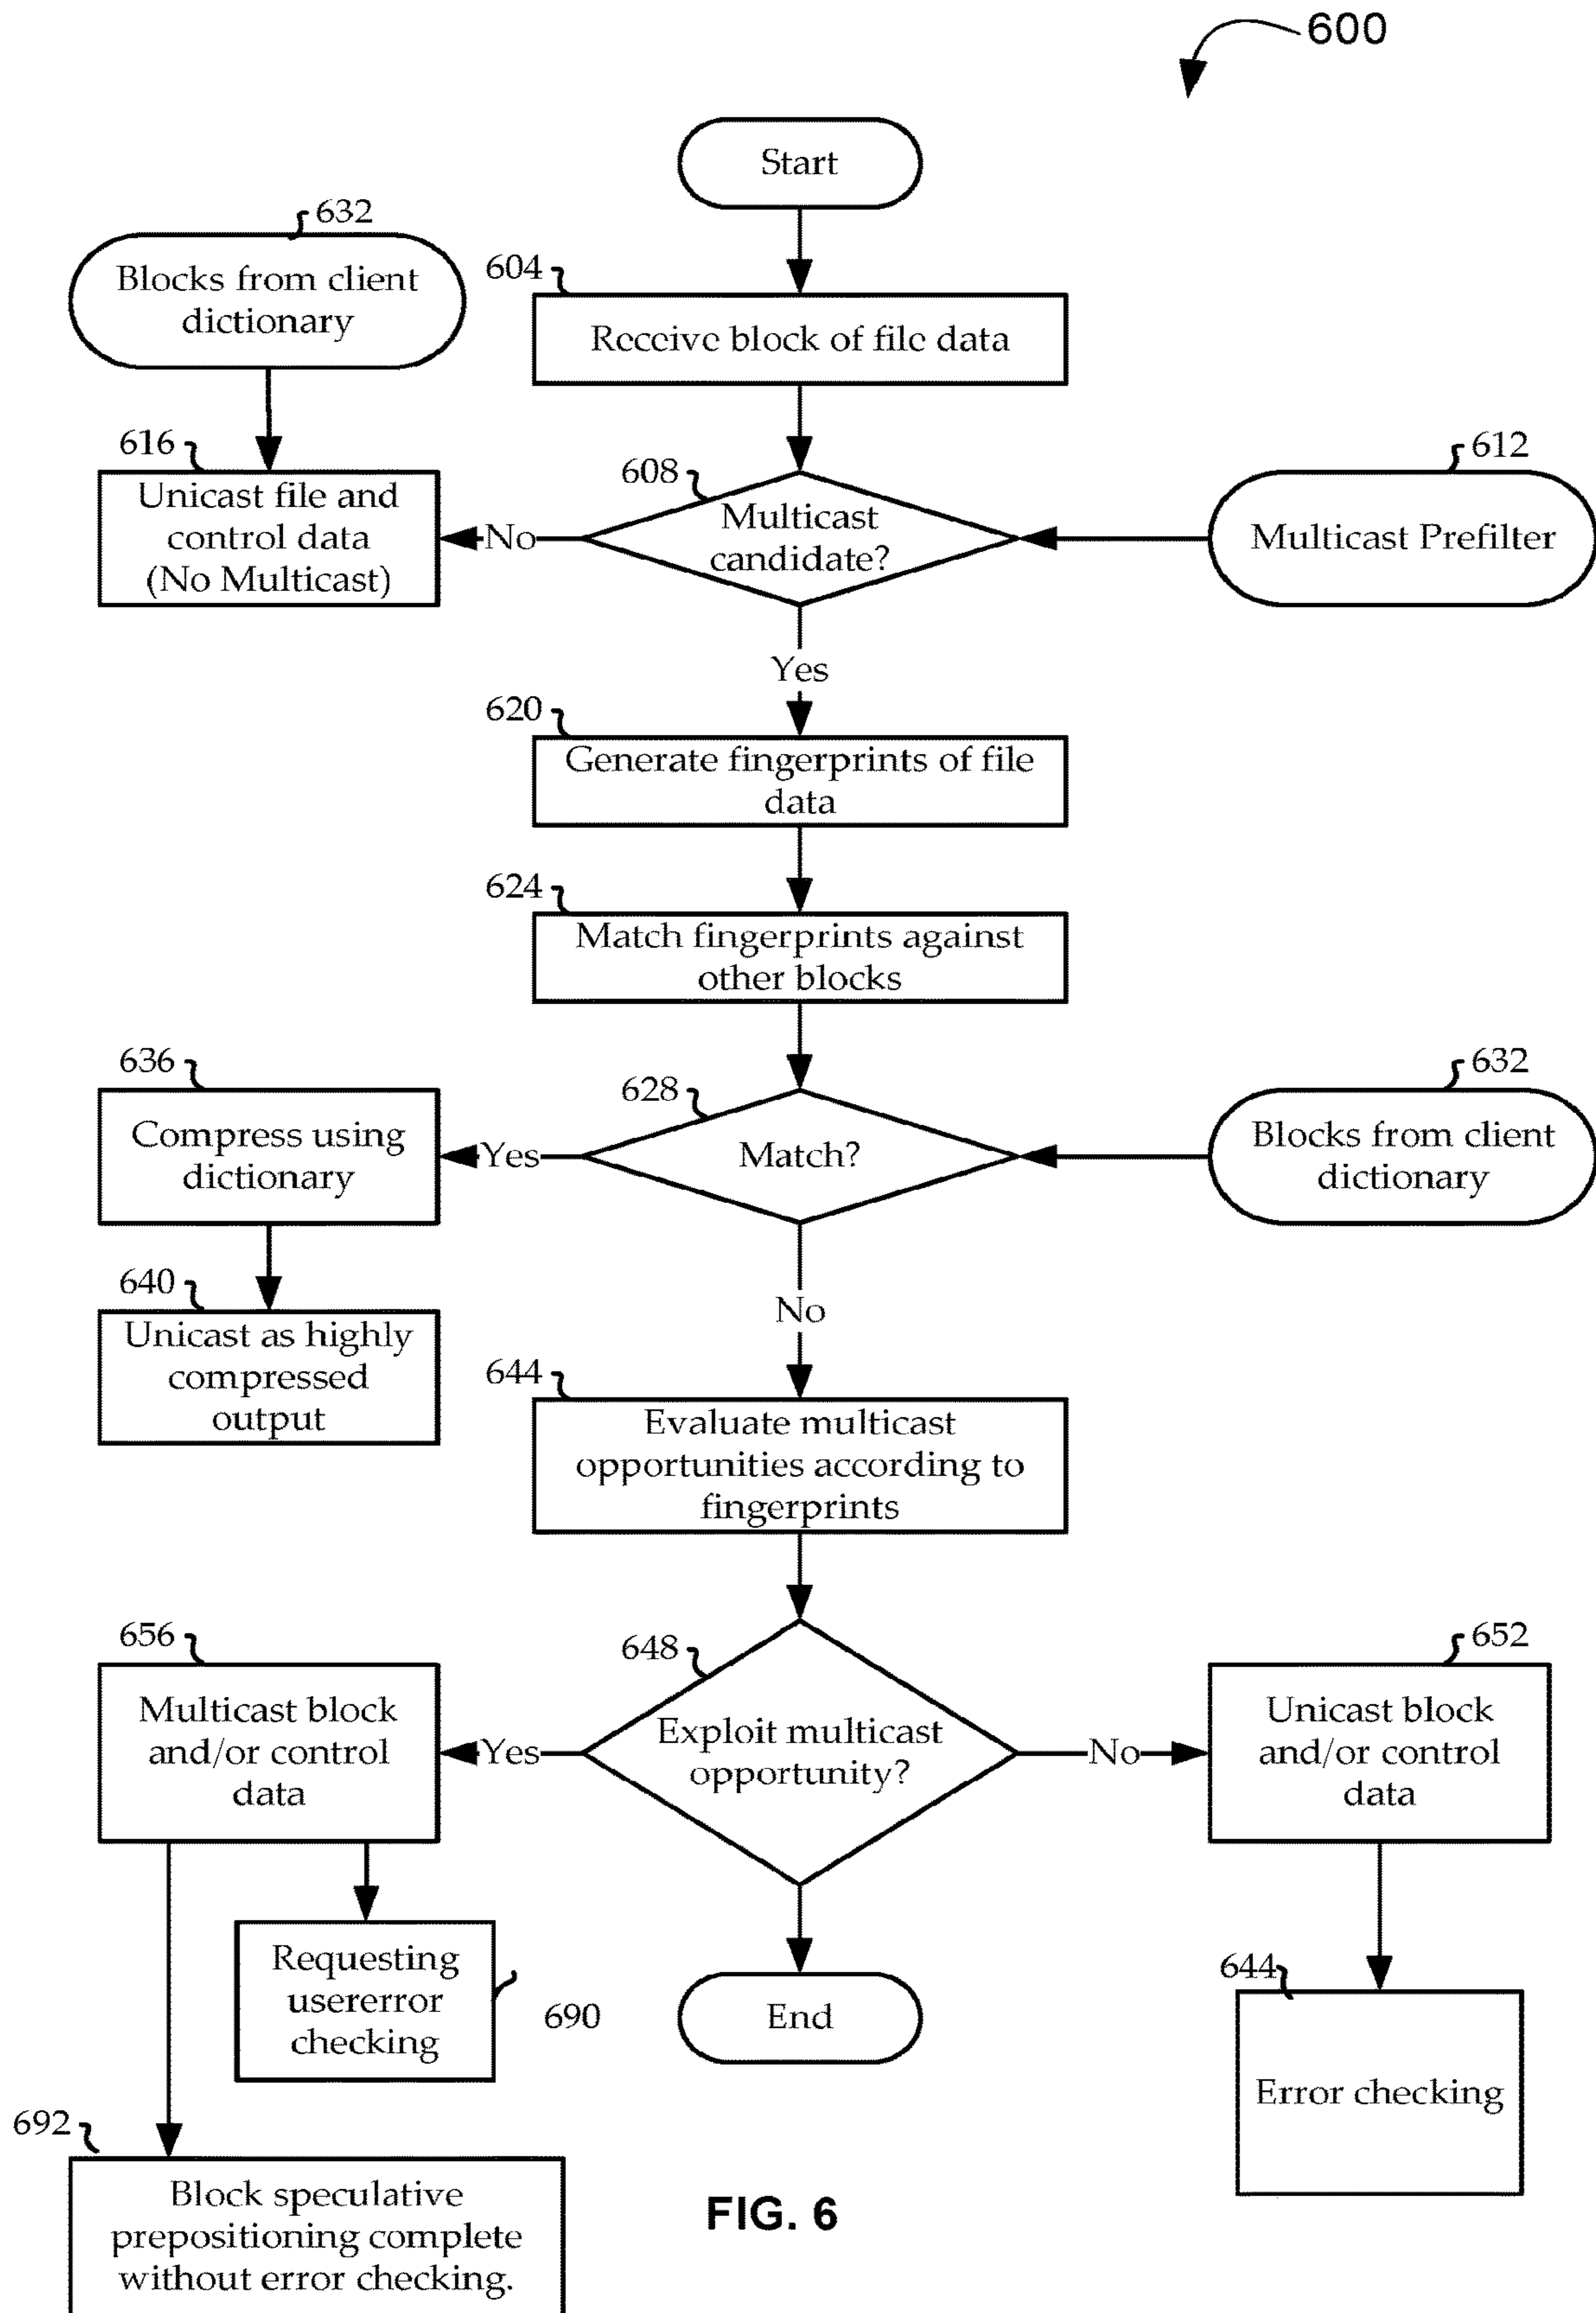 600
Start
632
Blocks from client
dictionary
604
Receive block of file data
616
Unicast file and
control data
(No Multicast)
No
608
Multicast
candidate?
612
Multicast Prefilter
Yes
620
Generate fingerprints of file
data
624
Match fingerprints against
other blocks
636
Compress using
dictionary
Yes
628
Match?
632
Blocks from client
dictionary
640
Unicast as highly
compressed
output
No
644
Evaluate multicast
opportunities according to
fingerprints
656
Multicast block
and/or control
data
Yes
648
Exploit multicast
opportunity?
No
652
Unicast block
and/or control
data
Requesting
usererror
checking
690
End
644
Error checking
692
Block speculative
prepositioning complete
without error checking.
FIG. 6